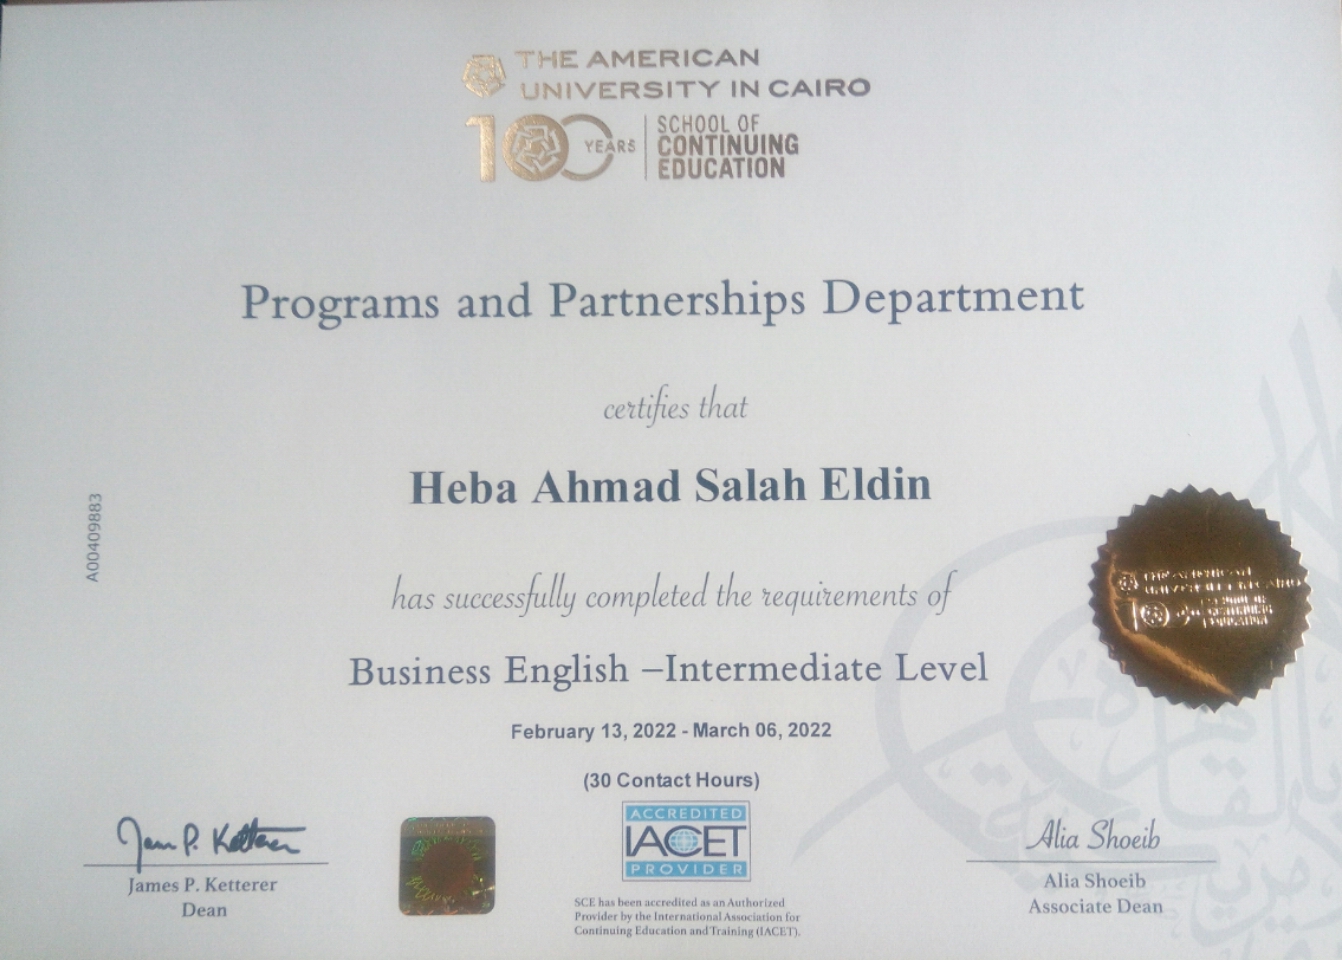 THE AMERICAN
UNIVERSITY IN CAIRO
100 YEARS
SCHOOL OF
CONTINUING
EDUCATION
Programs and Partnerships Department
certifies that
Heba Ahmad Salah Eldin
A00409883
has successfully completed the requirements of
Business English –Intermediate Level
February 13, 2022 - March 06, 2022
(30 Contact Hours)
James P. Ketterer
James P. Ketterer
Dean
ACCREDITED
IACET
PROVIDER
SCE has been accredited as an Authorized
Provider by the International Association for
Continuing Education and Training (IACET).
Alia Shoeib
Alia Shoeib
Associate Dean
THE AMERICAN
UNIVERSITY IN CAIRO
100
SCHOOL OF
CONTINUING
EDUCATION